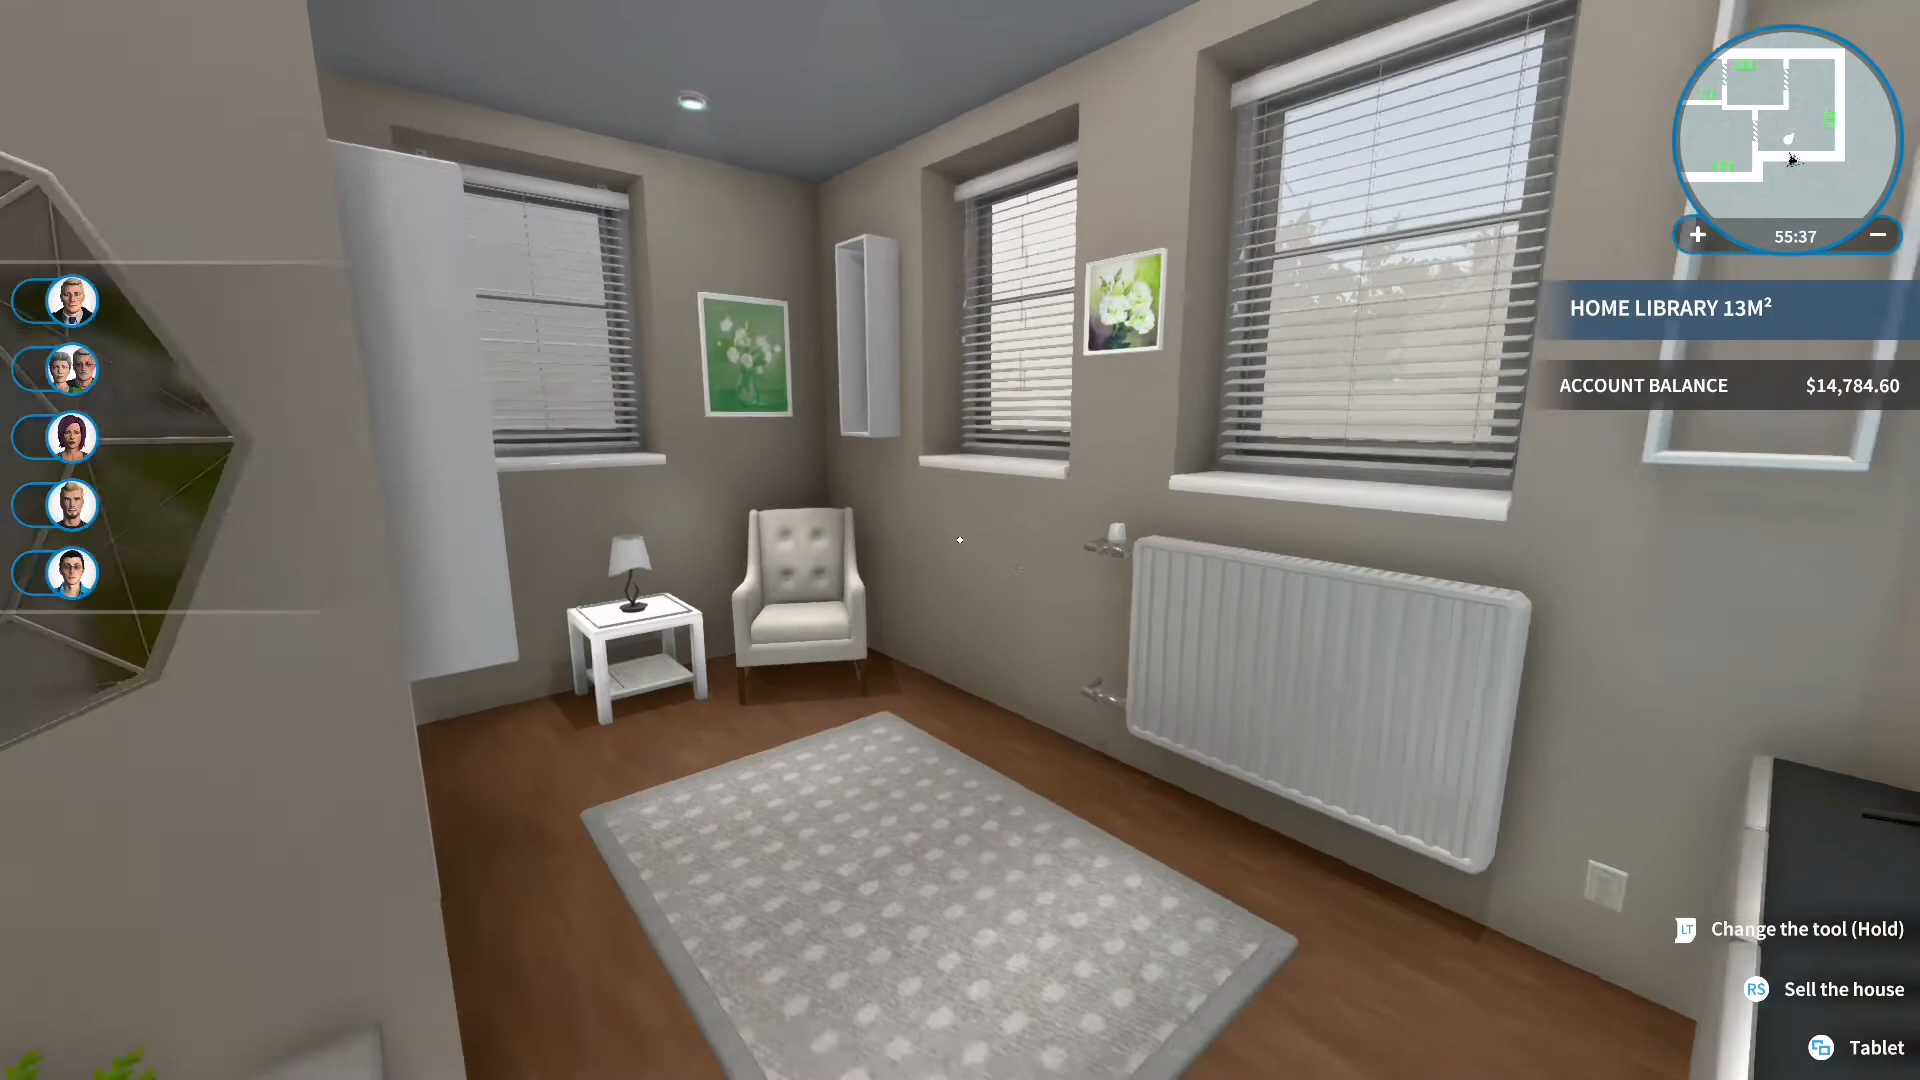 55:37
HOME LIBRARY 13M²
ACCOUNT BALANCE $14,784.60
LT Change the tool (Hold)
RS Sell the house
Tablet